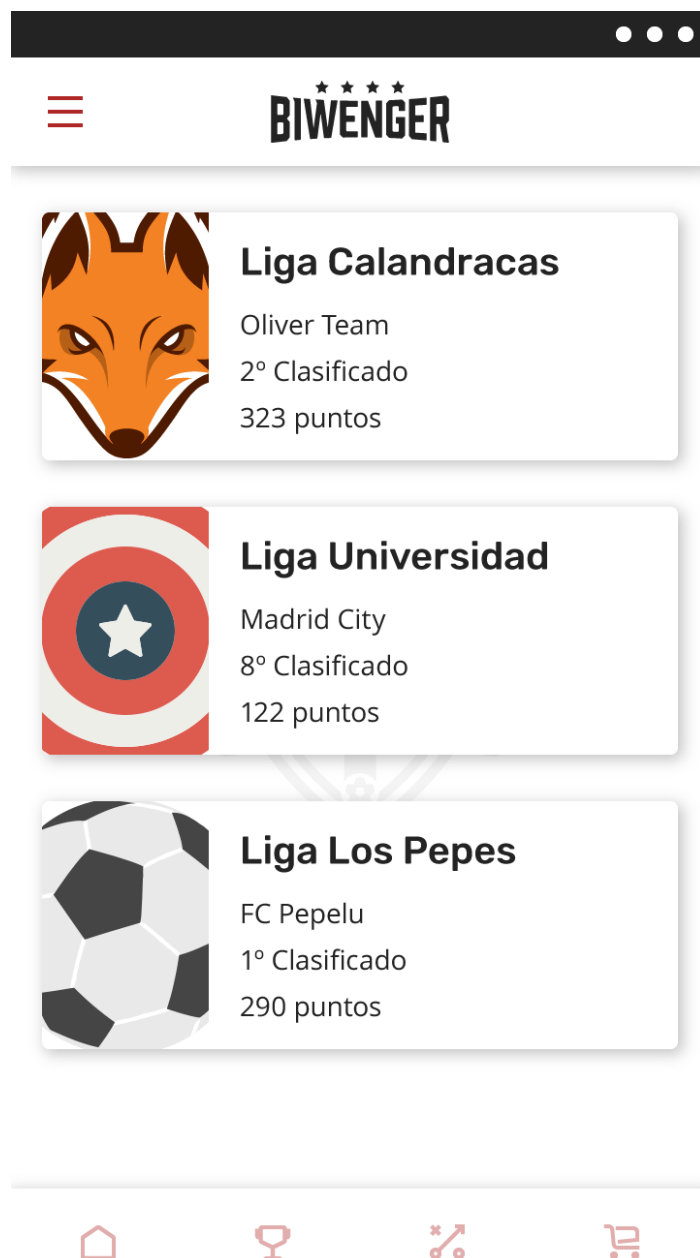 BIWENGER
Liga Calandracas
Oliver Team
2º Clasificado
323 puntos
Liga Universidad
Madrid City
8º Clasificado
122 puntos
Liga Los Pepes
FC Pepelu
1º Clasificado
290 puntos